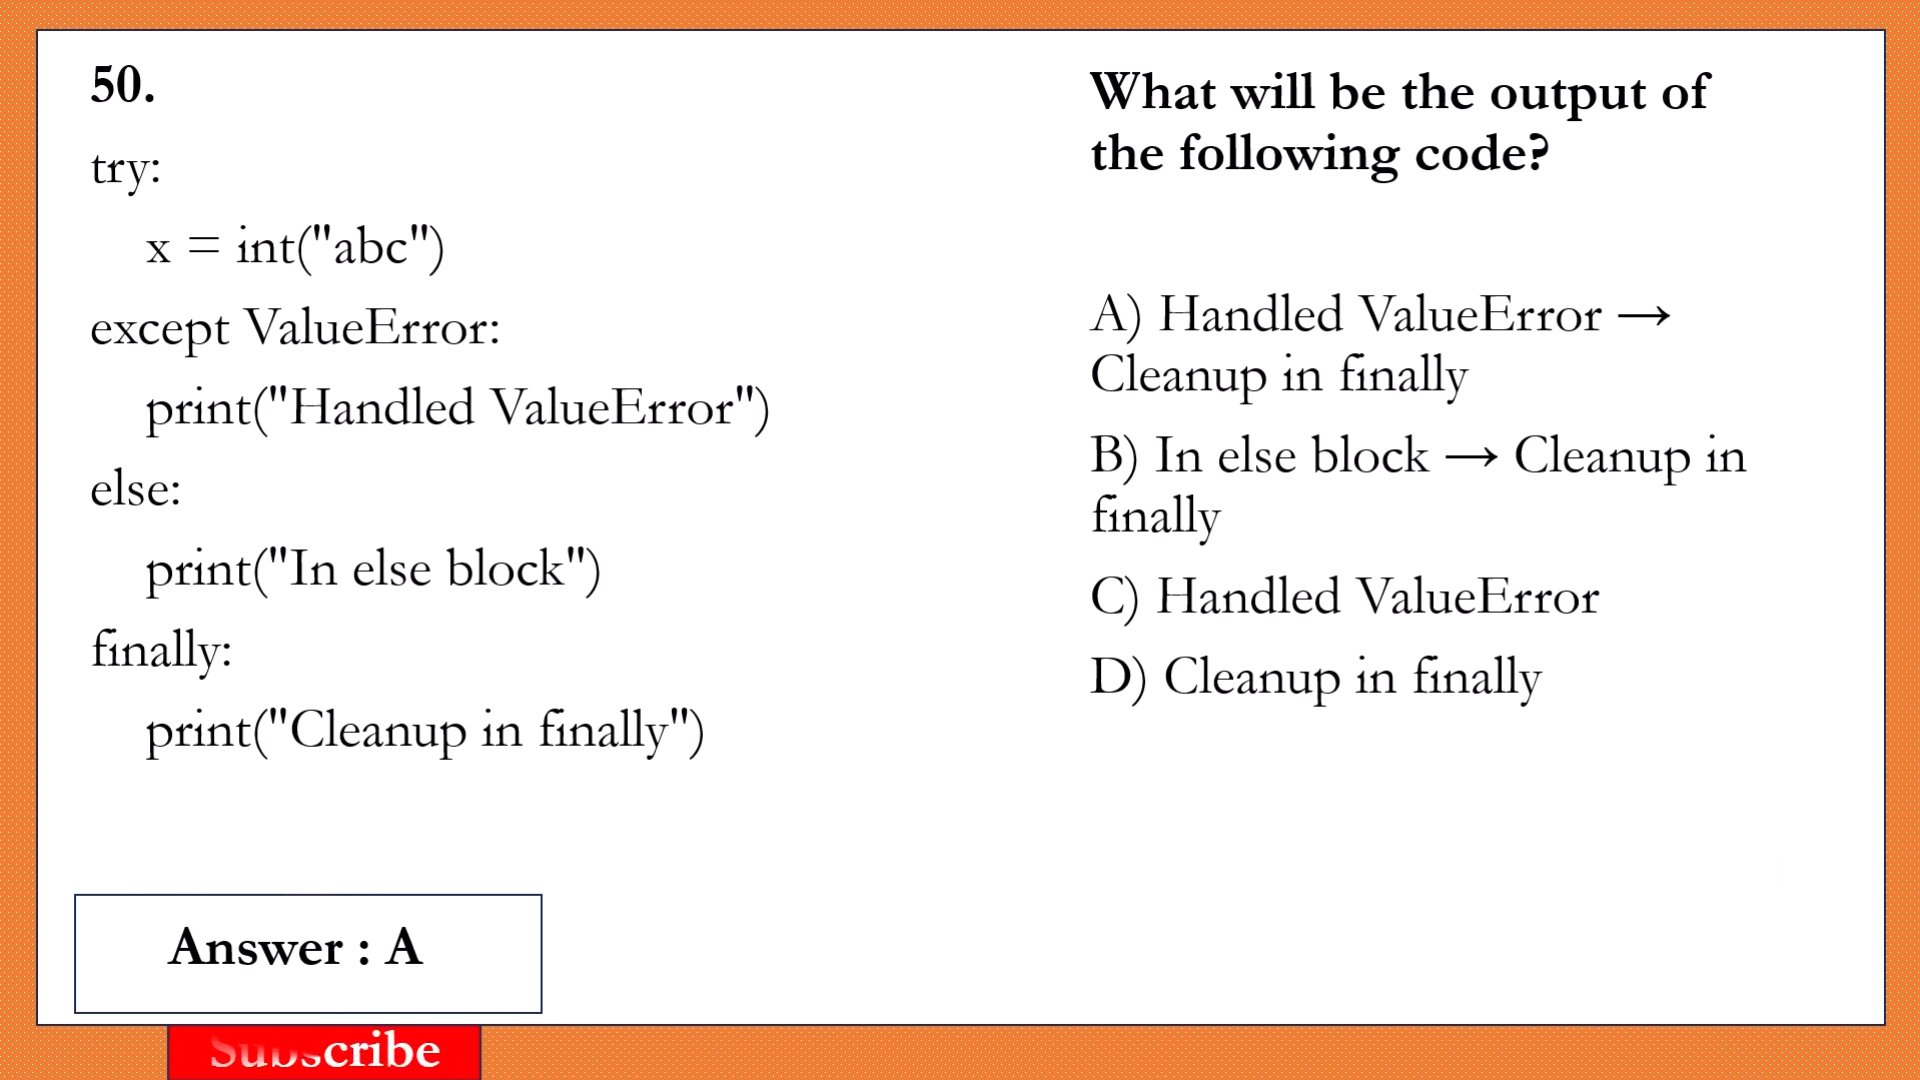 50.
try:
x = int("abc")
except ValueError:
print("Handled ValueError")
else:
print("In else block")
finally:
print("Cleanup in finally")
What will be the output of
the following code?
A) Handled ValueError →
Cleanup in finally
B) In else block → Cleanup in
finally
C) Handled ValueError
D) Cleanup in finally
Answer : A
Subscribe